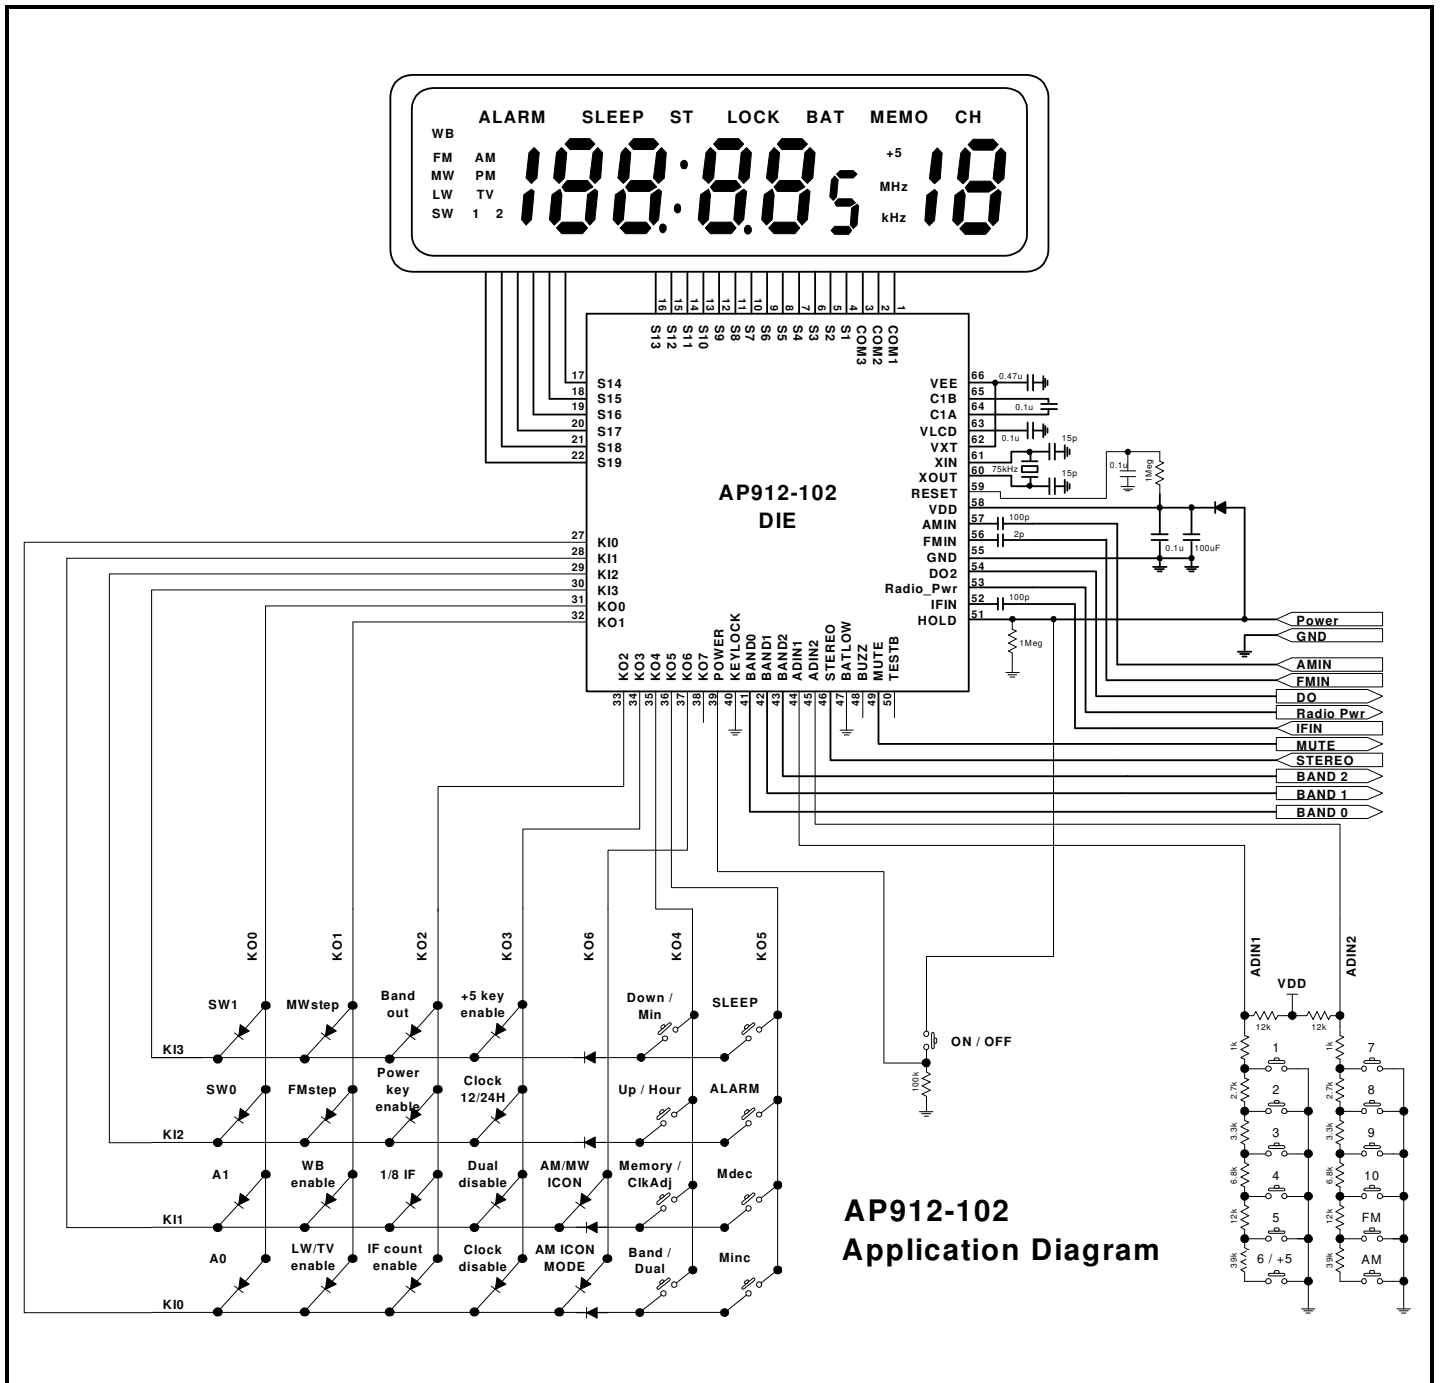 ALARM SLEEP ST LOCK BAT MEMO CH
WB
FM AM
MW PM
LW TV
SW 1 2
188:8.8.5
+5
MHz
kHz
18
16 15 14 13 12 11 10 9 8 7 6 5 4 3 2 1
S13 S12 S11 S10 S9 S8 S7 S6 S5 S4 S3 S2 S1 COM3 COM2 COM1
17 S14
18 S15
19 S16
20 S17
21 S18
22 S19
27 KI0
28 KI1
29 KI2
30 KI3
31 KO0
32 KO1
AP912-102
DIE
VEE 66 0.47u
C1B 65
C1A 64 0.1u
VLCD 63
VXT 62 0.1u 15p
XIN 61
XOUT 60 75kHz 15p
RESET 59 0.1u 1Meg
VDD 58
AMIN 57 100p
FMIN 56 2p
GND 55 0.1u 100uF
DO2 54
Radio_Pwr 53
IFIN 52 100p
HOLD 51
1Meg
KO2 KO3 KO4 KO5 KO6 KO7 POWER KEYLOCK BAND0 BAND1 BAND2 ADIN1 ADIN2 STEREO BATLOW BUZZ MUTE TESTB
33 34 35 36 37 38 39 40 41 42 43 44 45 46 47 48 49 50
Power
GND
AMIN
FMIN
DO
Radio Pwr
IFIN
MUTE
STEREO
BAND 2
BAND 1
BAND 0
KO0 KO1 KO2 KO3 KO6 KO4 KO5
SW1 MWstep Band out +5 key enable Down / Min SLEEP
KI3
SW0 FMstep Power key enable Clock 12/24H Up / Hour ALARM
KI2
A1 WB enable 1/8 IF Dual disable AM/MW ICON Memory / ClkAdj Mdec
KI1
A0 LW/TV enable IF count enable Clock disable AM ICON MODE Band / Dual Minc
KI0
ON / OFF
100k
ADIN1 ADIN2
VDD
12k 12k
1k 1 1k 7
2.7k 2 2.7k 8
3.3k 3 3.3k 9
6.8k 4 6.8k 10
12k 5 12k FM
39k 6 / +5 39k AM
AP912-102
Application Diagram